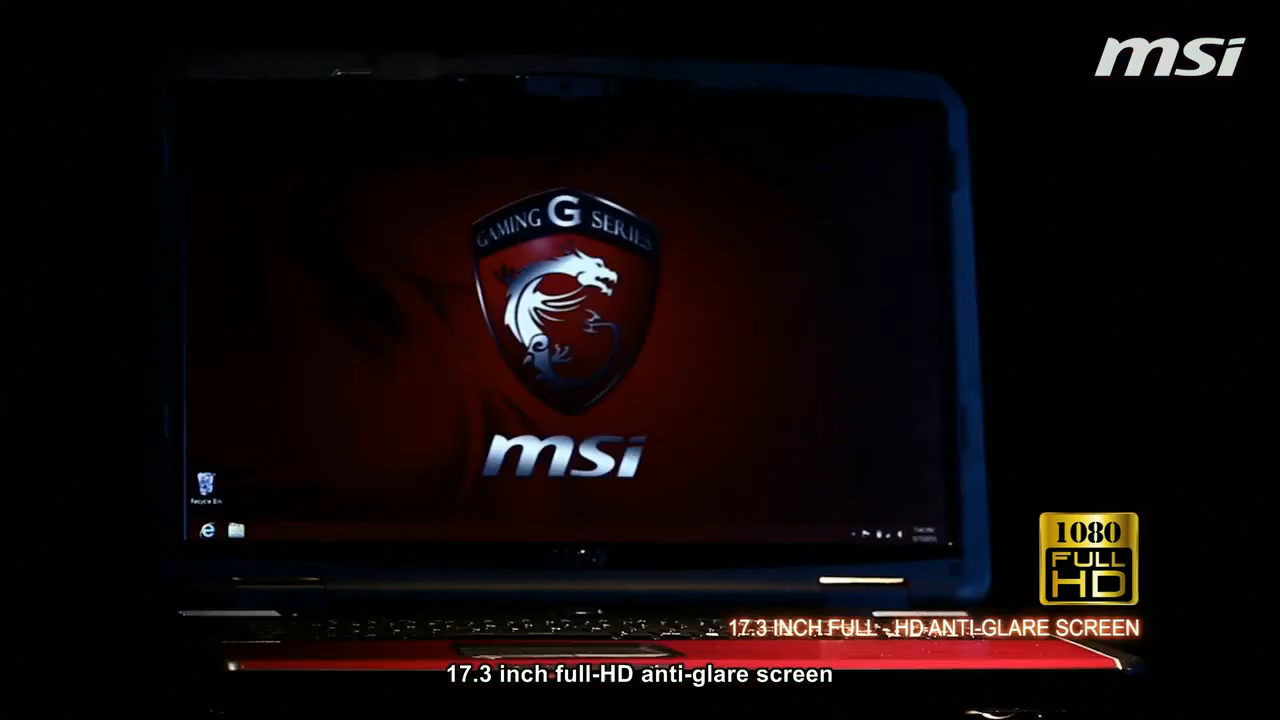 msi
GAMING G SERIES
msi
Recycle Bin
1080
FULL
HD
17.3 INCH FULL - HD ANTI-GLARE SCREEN
17.3 inch full-HD anti-glare screen